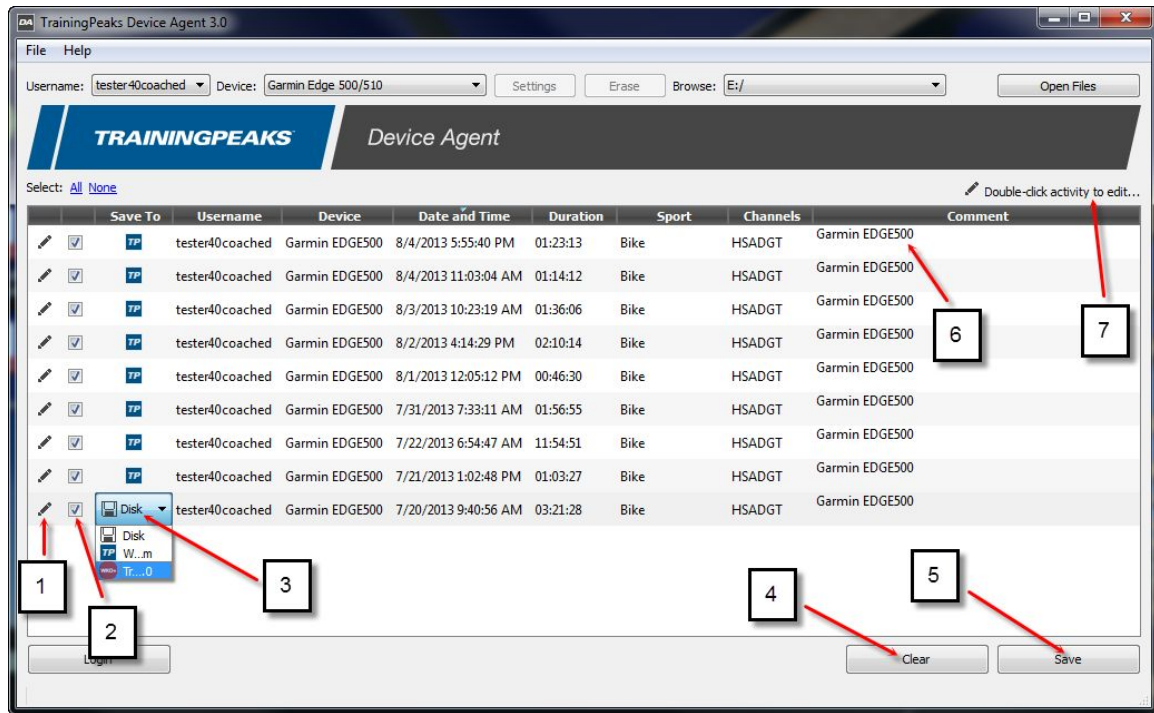 DA TrainingPeaks Device Agent 3.0
File Help
Username: tester40coached Device: Garmin Edge 500/510 Settings Erase Browse: E:/ Open Files
TRAININGPEAKS Device Agent
Select: All None Double-click activity to edit...
Save To Username Device Date and Time Duration Sport Channels Comment
TP tester40coached Garmin EDGE500 8/4/2013 5:55:40 PM 01:23:13 Bike HSADGT Garmin EDGE500
TP tester40coached Garmin EDGE500 8/4/2013 11:03:04 AM 01:14:12 Bike HSADGT Garmin EDGE500
TP tester40coached Garmin EDGE500 8/3/2013 10:23:19 AM 01:36:06 Bike HSADGT Garmin EDGE500
TP tester40coached Garmin EDGE500 8/2/2013 4:14:29 PM 02:10:14 Bike HSADGT Garmin EDGE500
6
7
TP tester40coached Garmin EDGE500 8/1/2013 12:05:12 PM 00:46:30 Bike HSADGT Garmin EDGE500
TP tester40coached Garmin EDGE500 7/31/2013 7:33:11 AM 01:56:55 Bike HSADGT Garmin EDGE500
TP tester40coached Garmin EDGE500 7/22/2013 6:54:47 AM 11:54:51 Bike HSADGT Garmin EDGE500
TP tester40coached Garmin EDGE500 7/21/2013 1:02:48 PM 01:03:27 Bike HSADGT Garmin EDGE500
Disk tester40coached Garmin EDGE500 7/20/2013 9:40:56 AM 03:21:28 Bike HSADGT Garmin EDGE500
Disk
TP W...m
Tr....0
1
3
4
5
2
Login Clear Save